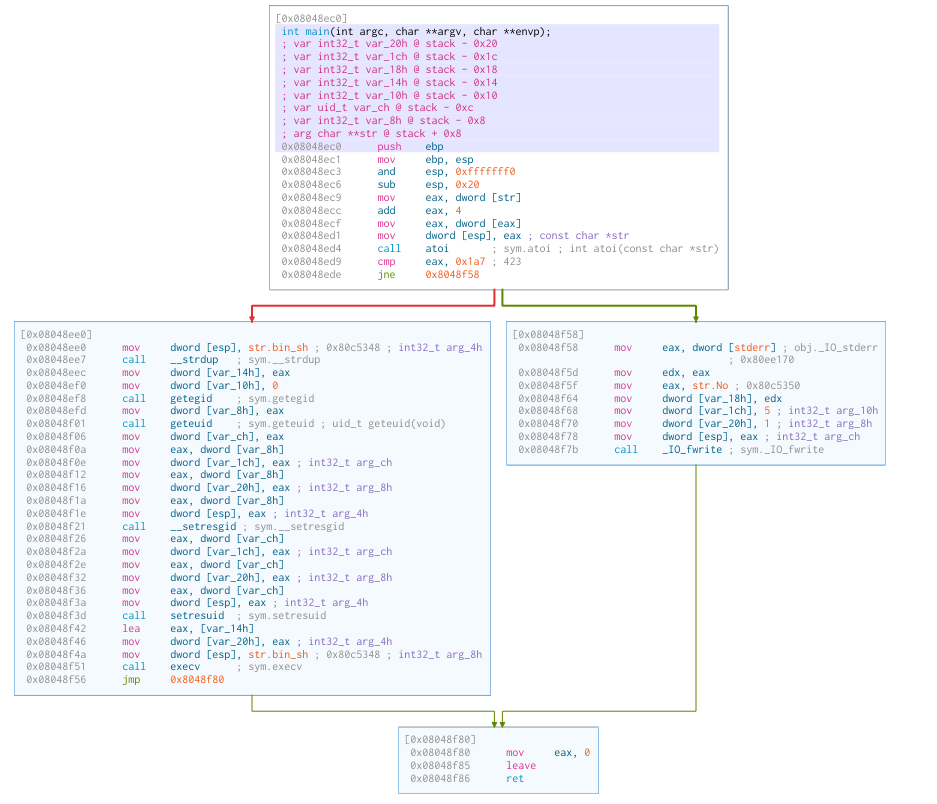 [0x08048ec0]
int main(int argc, char **argv, char **envp);
; var int32_t var_20h @ stack - 0x20
; var int32_t var_1ch @ stack - 0x1c
; var int32_t var_18h @ stack - 0x18
; var int32_t var_14h @ stack - 0x14
; var int32_t var_10h @ stack - 0x10
; var uid_t var_ch @ stack - 0xc
; var int32_t var_8h @ stack - 0x8
; arg char **str @ stack + 0x8
0x08048ec0 push ebp
0x08048ec1 mov ebp, esp
0x08048ec3 and esp, 0xfffffff0
0x08048ec6 sub esp, 0x20
0x08048ec9 mov eax, dword [str]
0x08048ecc add eax, 4
0x08048ecf mov eax, dword [eax]
0x08048ed1 mov dword [esp], eax ; const char *str
0x08048ed4 call atoi ; sym.atoi ; int atoi(const char *str)
0x08048ed9 cmp eax, 0x1a7 ; 423
0x08048ede jne 0x8048f58
[0x08048ee0]
0x08048ee0 mov dword [esp], str.bin_sh ; 0x80c5348 ; int32_t arg_4h
0x08048ee7 call __strdup ; sym.__strdup
0x08048eec mov dword [var_14h], eax
0x08048ef0 mov dword [var_10h], 0
0x08048ef8 call getegid ; sym.getegid
0x08048efd mov dword [var_8h], eax
0x08048f01 call geteuid ; sym.geteuid ; uid_t geteuid(void)
0x08048f06 mov dword [var_ch], eax
0x08048f0a mov eax, dword [var_8h]
0x08048f0e mov dword [var_1ch], eax ; int32_t arg_ch
0x08048f12 mov eax, dword [var_8h]
0x08048f16 mov dword [var_20h], eax ; int32_t arg_8h
0x08048f1a mov eax, dword [var_8h]
0x08048f1e mov dword [esp], eax ; int32_t arg_4h
0x08048f21 call __setresgid ; sym.__setresgid
0x08048f26 mov eax, dword [var_ch]
0x08048f2a mov dword [var_1ch], eax ; int32_t arg_ch
0x08048f2e mov eax, dword [var_ch]
0x08048f32 mov dword [var_20h], eax ; int32_t arg_8h
0x08048f36 mov eax, dword [var_ch]
0x08048f3a mov dword [esp], eax ; int32_t arg_4h
0x08048f3d call setresuid ; sym.setresuid
0x08048f42 lea eax, [var_14h]
0x08048f46 mov dword [var_20h], eax ; int32_t arg_4h
0x08048f4a mov dword [esp], str.bin_sh ; 0x80c5348 ; int32_t arg_8h
0x08048f51 call execv ; sym.execv
0x08048f56 jmp 0x8048f80
[0x08048f58]
0x08048f58 mov eax, dword [stderr] ; obj._IO_stderr
; 0x80ee170
0x08048f5d mov edx, eax
0x08048f5f mov eax, str.No ; 0x80c5350
0x08048f64 mov dword [var_18h], edx
0x08048f68 mov dword [var_1ch], 5 ; int32_t arg_10h
0x08048f70 mov dword [var_20h], 1 ; int32_t arg_8h
0x08048f78 mov dword [esp], eax ; int32_t arg_ch
0x08048f7b call _IO_fwrite ; sym._IO_fwrite
[0x08048f80]
0x08048f80 mov eax, 0
0x08048f85 leave
0x08048f86 ret